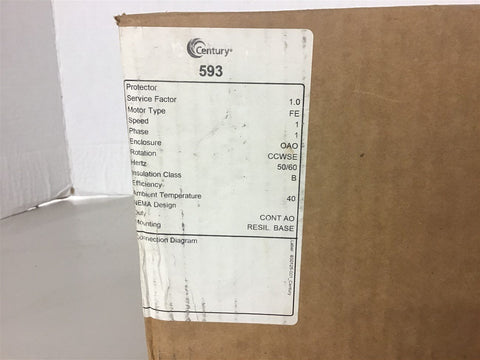 Century®
593
Protector
Service Factor 1.0
Motor Type FE
Speed 1
Phase 1
Enclosure OAO
Rotation CCWSE
Hertz 50/60
Insulation Class B
Efficiency
Ambient Temperature 40
NEMA Design
Duty CONT AO
Mounting RESIL BASE
onnection Diagram